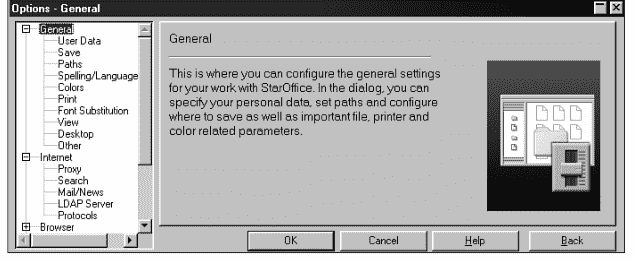 Options - General
General
User Data
Save
Paths
Spelling/Language
Colors
Print
Font Substitution
View
Desktop
Other
Internet
Proxy
Search
Mail/News
LDAP Server
Protocols
Browser
General
This is where you can configure the general settings
for your work with StarOffice. In the dialog, you can
specify your personal data, set paths and configure
where to save as well as important file, printer and
color related parameters.
OK
Cancel
Help
Back